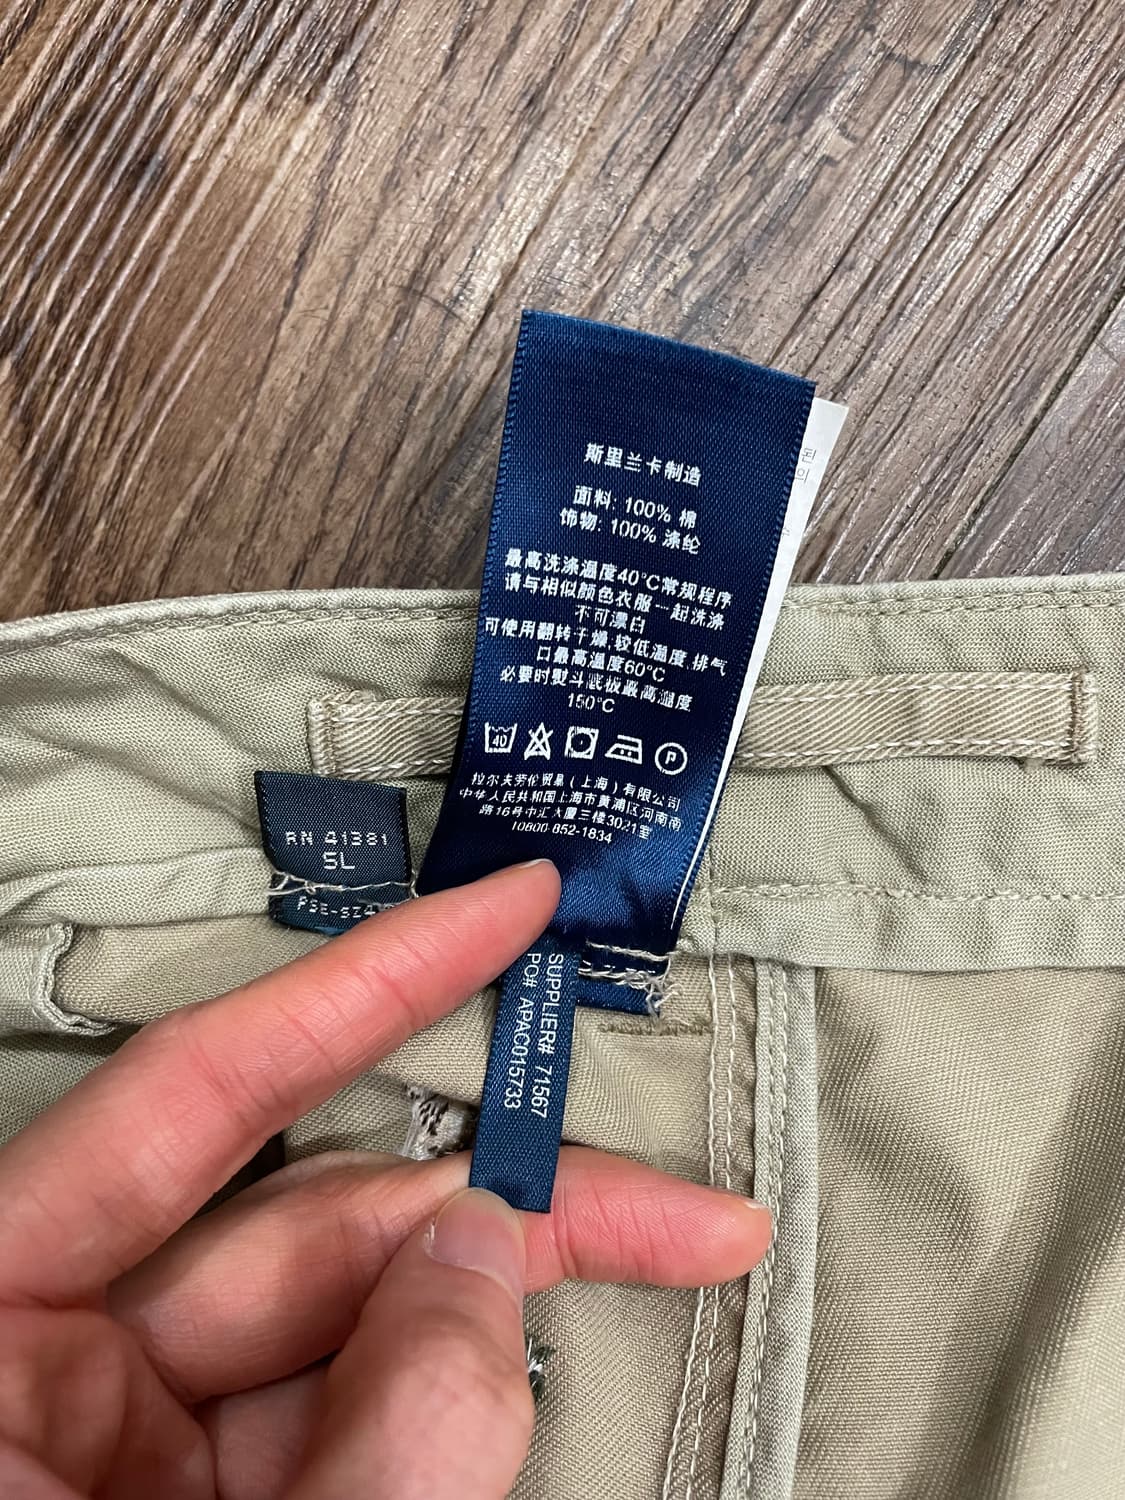 斯里兰卡制造
面料: 100% 棉
饰物: 100% 涤纶
最高洗涤温度40°C常规程序
请与相似颜色衣服一起洗涤
不可漂白
可使用翻转干燥,较低温度,排气
口最高温度60°C
必要时熨斗底板最高温度
150°C
40
P
拉尔夫劳伦贸易（上海）有限公司
中华人民共和国上海市黄浦区河南南
路16号中汇大厦三楼3021室
10800-852-1834
RN 41381
SL
SUPPLIER# 71567
PO# APAC015733
된
의